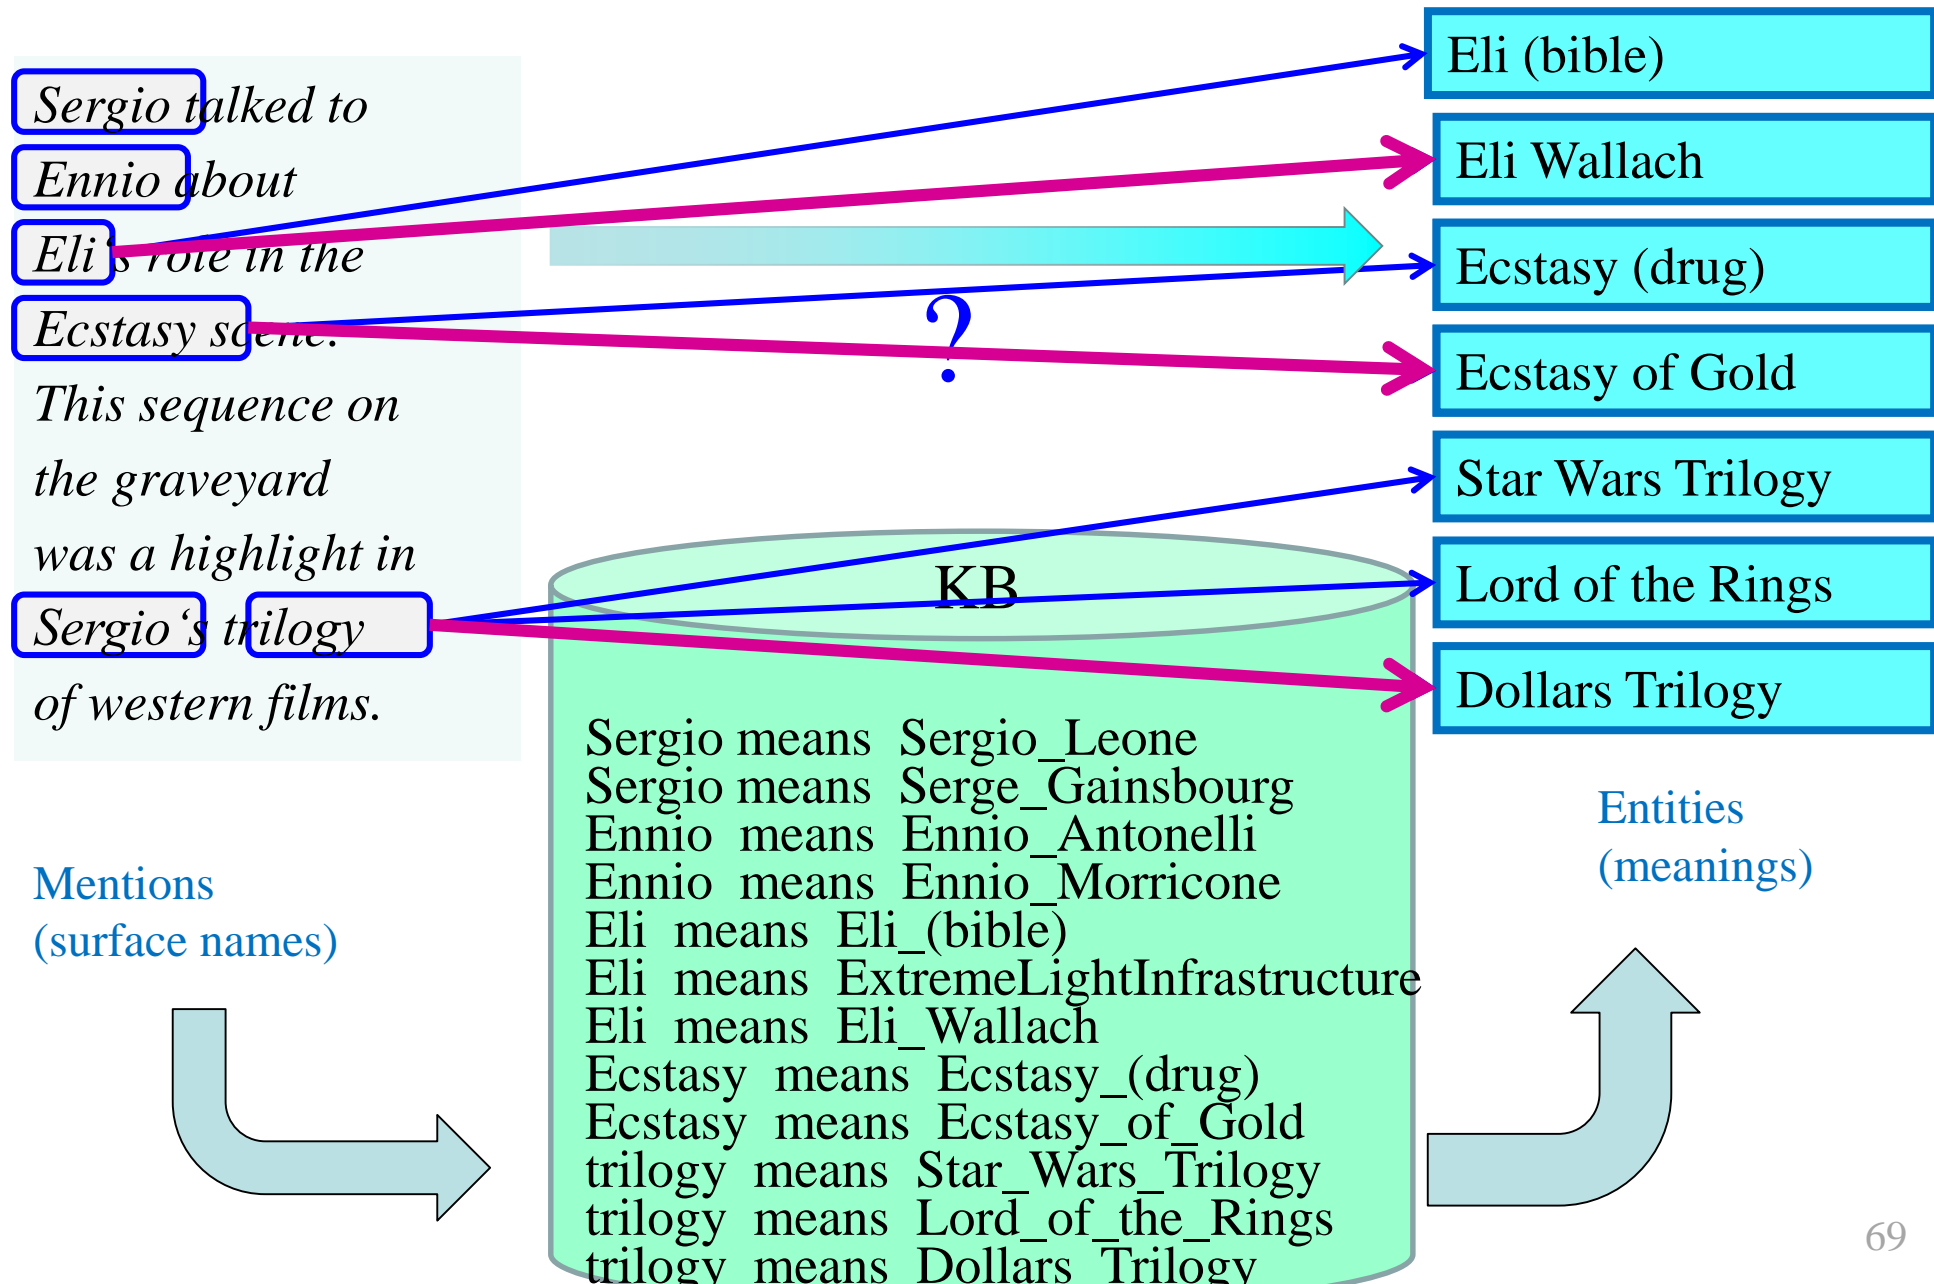 Sergio talked to
Ennio about
Eli‘s role in the
Ecstasy scene.
This sequence on
the graveyard
was a highlight in
Sergio‘s trilogy
of western films.
Mentions
(surface names)
?
KB
Sergio means Sergio_Leone
Sergio means Serge_Gainsbourg
Ennio means Ennio_Antonelli
Ennio means Ennio_Morricone
Eli means Eli_(bible)
Eli means ExtremeLightInfrastructure
Eli means Eli_Wallach
Ecstasy means Ecstasy_(drug)
Ecstasy means Ecstasy_of_Gold
trilogy means Star_Wars_Trilogy
trilogy means Lord_of_the_Rings
trilogy means Dollars_Trilogy
Eli (bible)
Eli Wallach
Ecstasy (drug)
Ecstasy of Gold
Star Wars Trilogy
Lord of the Rings
Dollars Trilogy
Entities
(meanings)
69